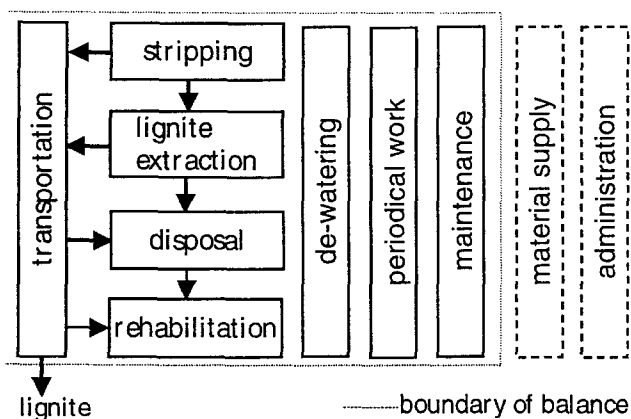 transportation
stripping
lignite
extraction
disposal
rehabilitation
de-watering
periodical work
maintenance
material supply
administration
lignite
boundary of balance